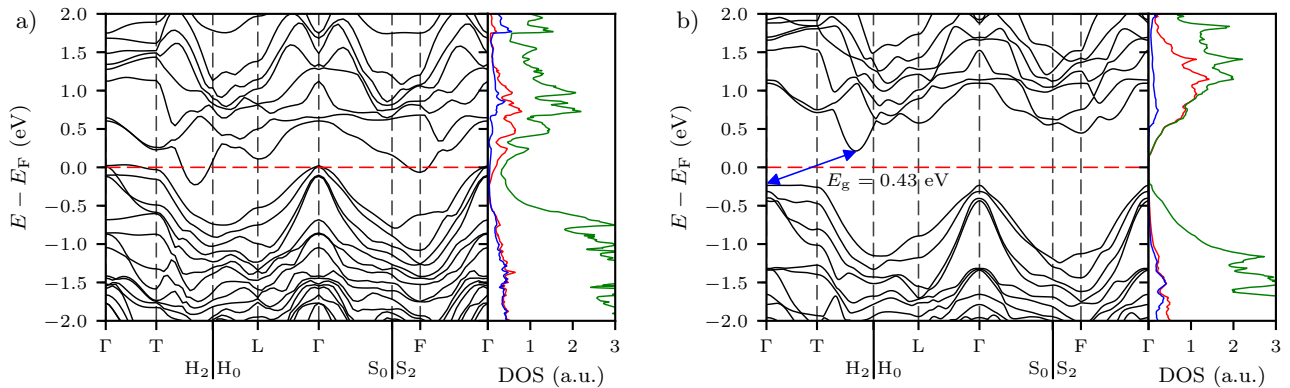 a)
E − E_F (eV)
2.0
1.5
1.0
0.5
0.0
−0.5
−1.0
−1.5
−2.0
Γ T H₂ H₀ L Γ S₀ S₂ F Γ
1 2 3
DOS (a.u.)
b)
E − E_F (eV)
2.0
1.5
1.0
0.5
0.0
−0.5
−1.0
−1.5
−2.0
E_g = 0.43 eV
Γ T H₂ H₀ L Γ S₀ S₂ F Γ
1 2 3
DOS (a.u.)